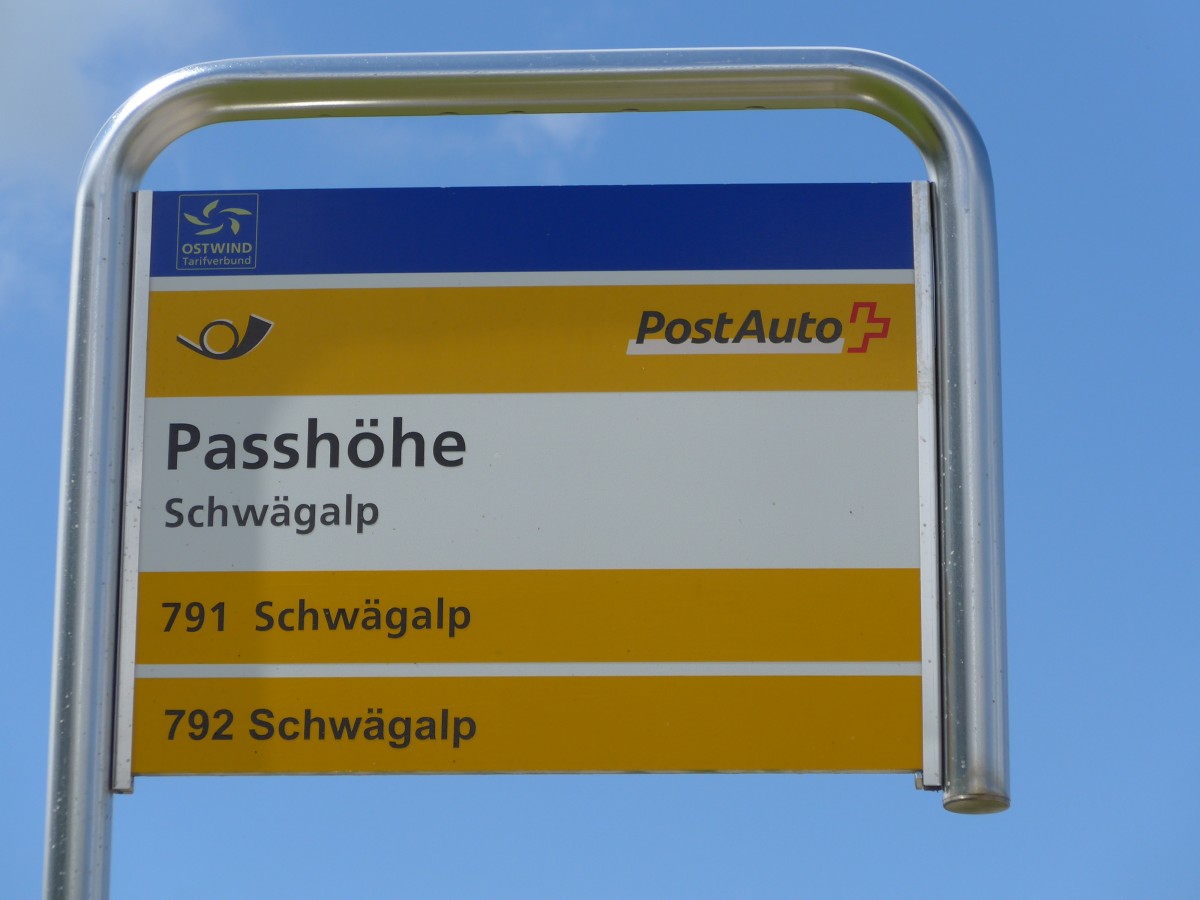 OSTWIND
Tarifverbund
PostAuto
Passhöhe
Schwägalp
791 Schwägalp
792 Schwägalp